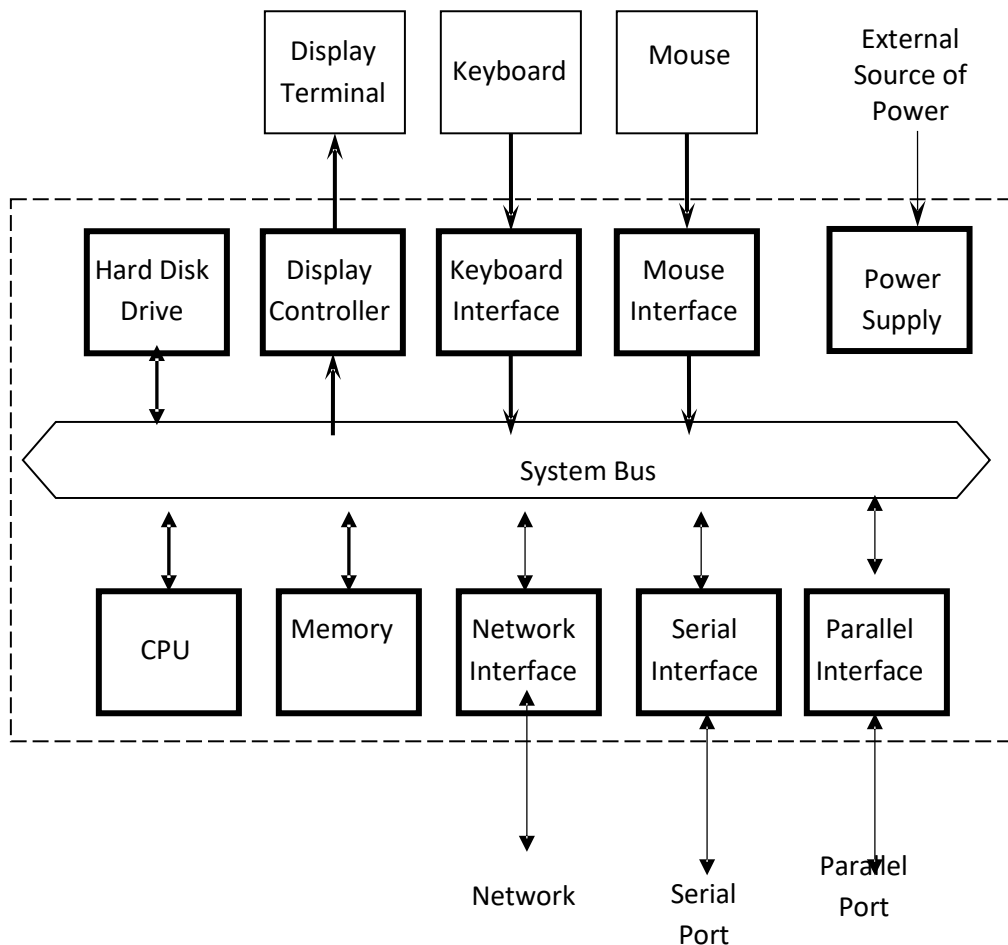 Display
Terminal
Keyboard
Mouse
External
Source of
Power
Hard Disk
Drive
Display
Controller
Keyboard
Interface
Mouse
Interface
Power
Supply
System Bus
CPU
Memory
Network
Interface
Serial
Interface
Parallel
Interface
Network
Serial
Port
Parallel
Port